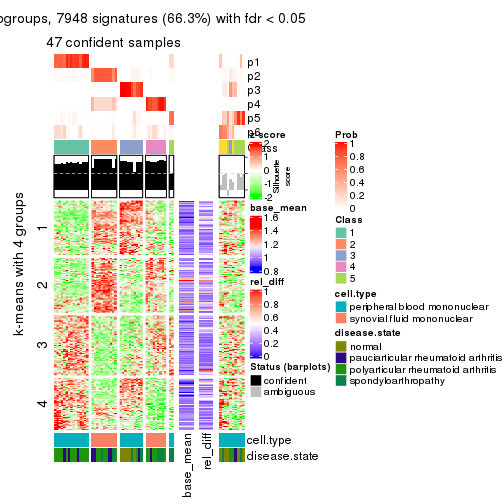 ogroups, 7948 signatures (66.3%) with fdr < 0.05
47 confident samples
p1
p2
p3
p4
p5
p6
Class
Silhouette
score
k-means with 4 groups
1
2
3
4
base_mean
rel_diff
cell.type
disease.state
z-score
2
1
0
-1
-2
base_mean
1.6
1.4
1.2
1
0.8
rel_diff
1
0.8
0.6
0.4
0.2
0
Status (barplots)
confident
ambiguous
Prob
1
0.8
0.6
0.4
0.2
0
Class
1
2
3
4
5
cell.type
peripheral blood mononuclear
synovial fluid mononuclear
disease.state
normal
pauciarticular rheumatoid arthritis
polyarticular rheumatoid arthritis
spondyloarthropathy